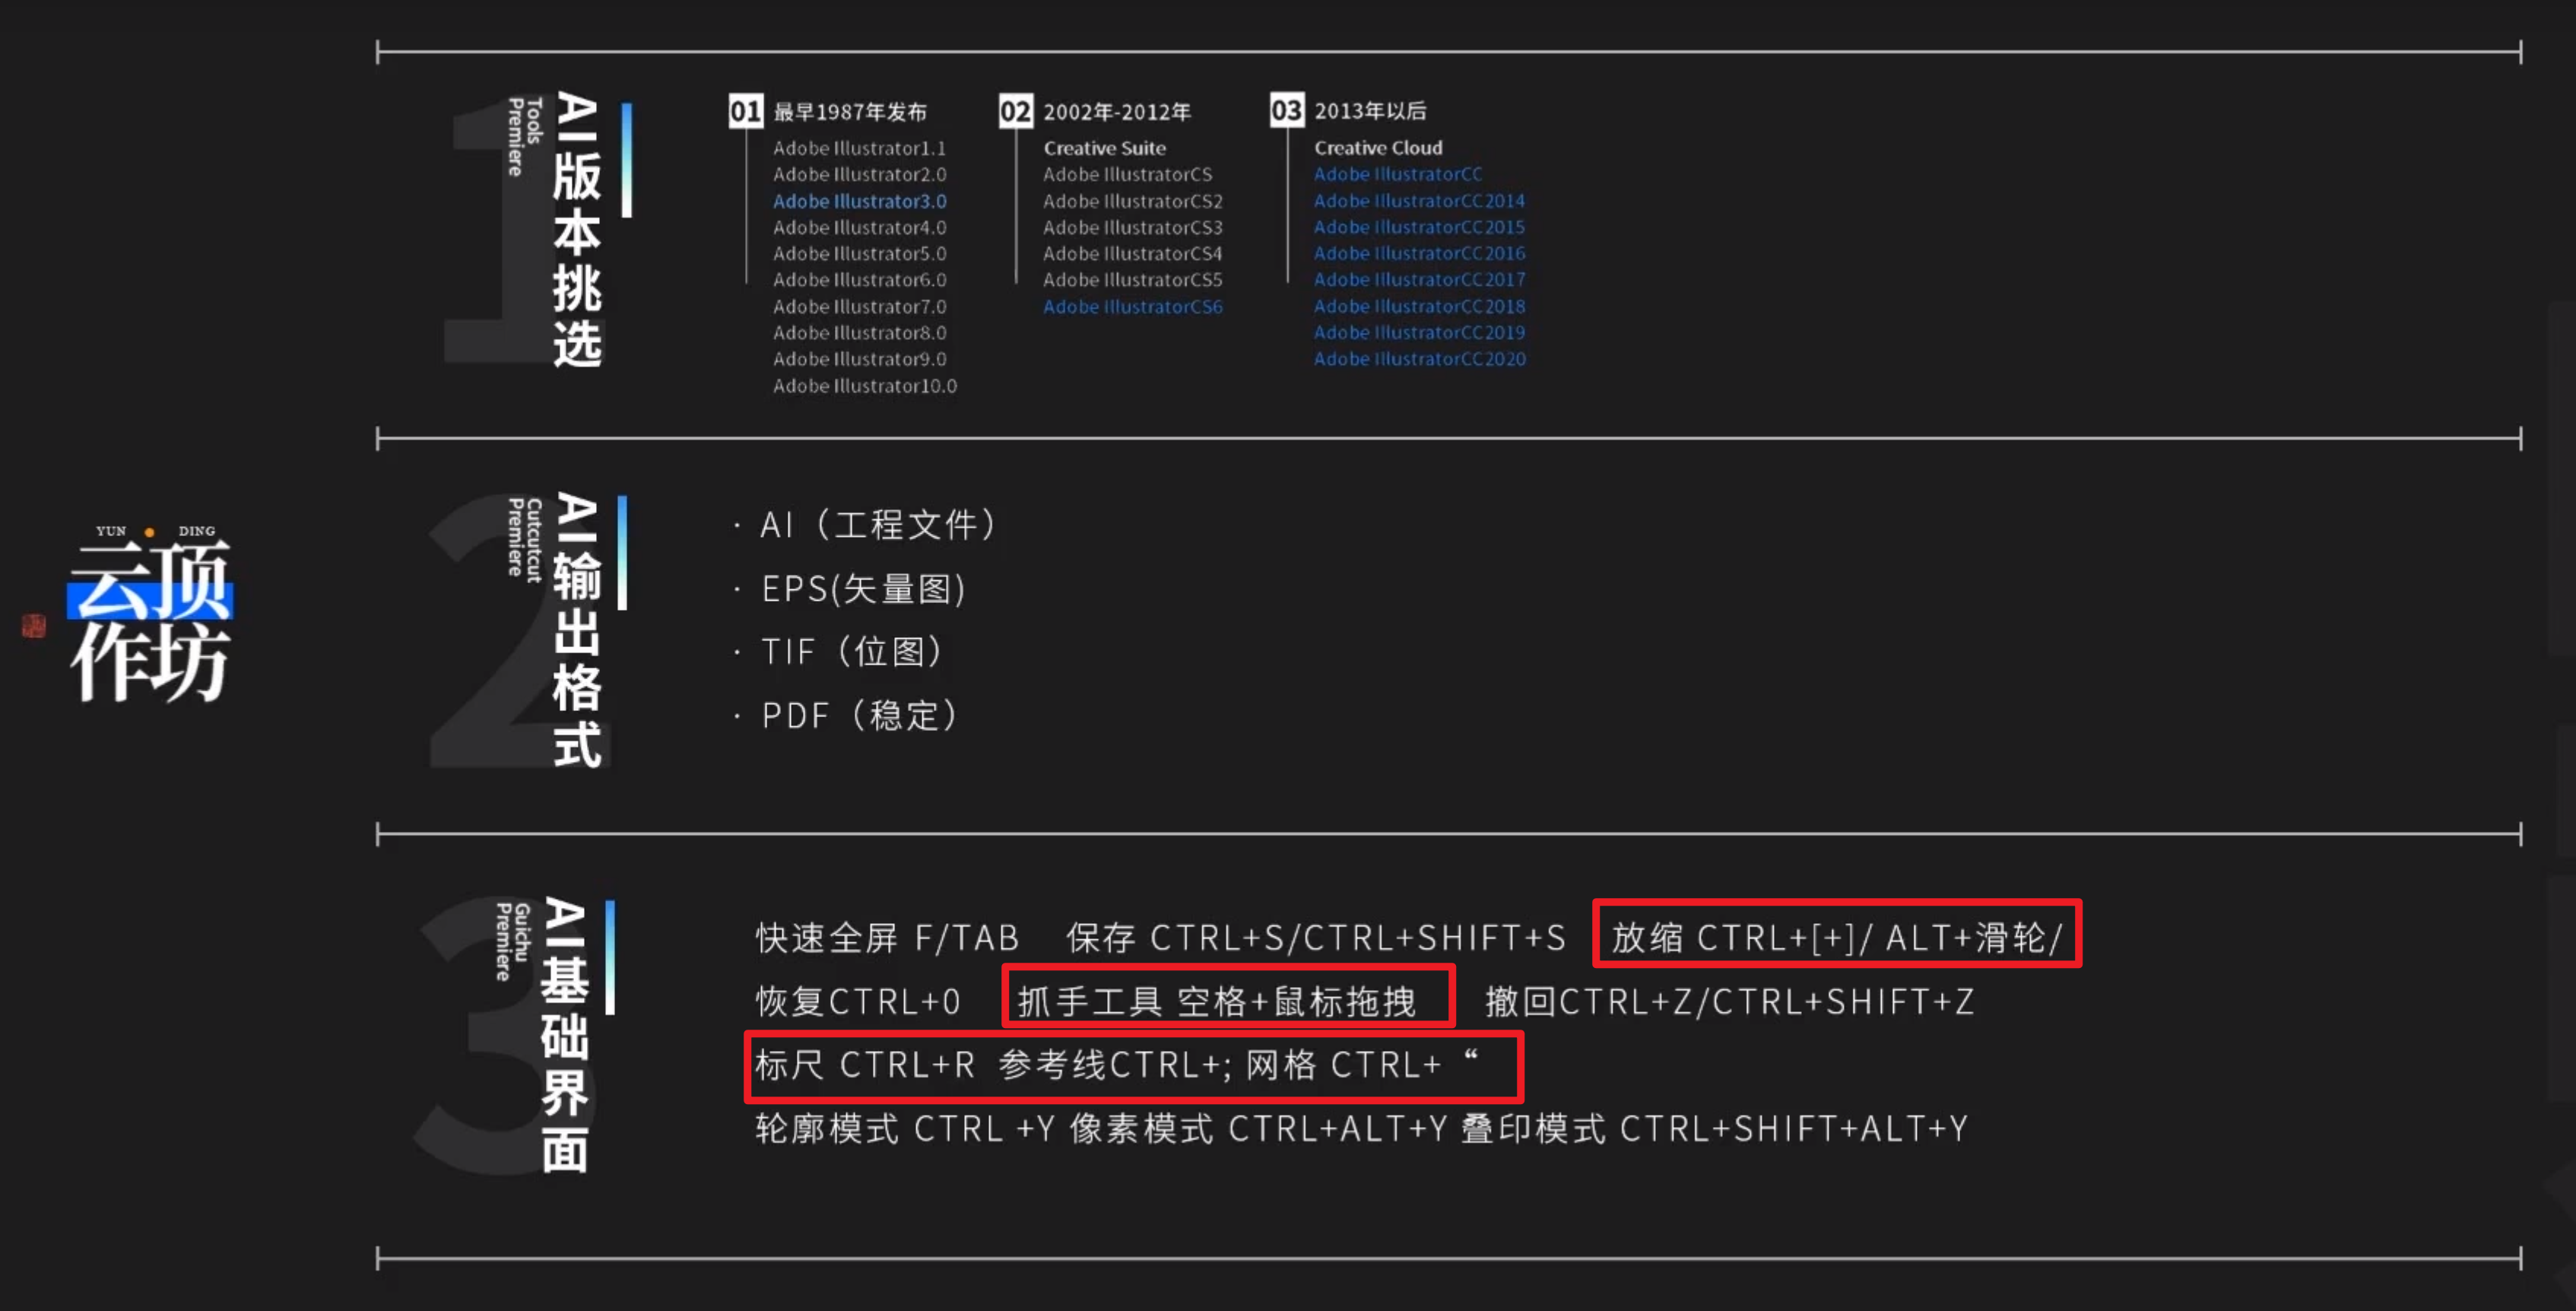 YUN DING
云顶
作坊
1
Tools
Premiere
AI版本挑选
01 最早1987年发布
Adobe Illustrator1.1
Adobe Illustrator2.0
Adobe Illustrator3.0
Adobe Illustrator4.0
Adobe Illustrator5.0
Adobe Illustrator6.0
Adobe Illustrator7.0
Adobe Illustrator8.0
Adobe Illustrator9.0
Adobe Illustrator10.0
02 2002年-2012年
Creative Suite
Adobe IllustratorCS
Adobe IllustratorCS2
Adobe IllustratorCS3
Adobe IllustratorCS4
Adobe IllustratorCS5
Adobe IllustratorCS6
03 2013年以后
Creative Cloud
Adobe IllustratorCC
Adobe IllustratorCC2014
Adobe IllustratorCC2015
Adobe IllustratorCC2016
Adobe IllustratorCC2017
Adobe IllustratorCC2018
Adobe IllustratorCC2019
Adobe IllustratorCC2020
2
Cutcutcut
Premiere
AI输出格式
· AI（工程文件）
· EPS(矢量图)
· TIF（位图）
· PDF（稳定）
3
Guichu
Premiere
AI基础界面
快速全屏 F/TAB 保存 CTRL+S/CTRL+SHIFT+S 放缩 CTRL+[+]/ ALT+滑轮/
恢复CTRL+0 抓手工具 空格+鼠标拖拽 撤回CTRL+Z/CTRL+SHIFT+Z
标尺 CTRL+R 参考线CTRL+; 网格 CTRL+“
轮廓模式 CTRL +Y 像素模式 CTRL+ALT+Y 叠印模式 CTRL+SHIFT+ALT+Y